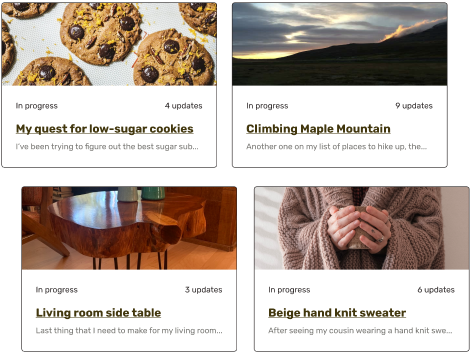 In progress 4 updates
My quest for low-sugar cookies
I've been trying to figure out the best sugar sub...
In progress 9 updates
Climbing Maple Mountain
Another one on my list of places to hike up, the...
In progress 3 updates
Living room side table
Last thing that I need to make for my living room...
In progress 6 updates
Beige hand knit sweater
After seeing my cousin wearing a hand knit swe...